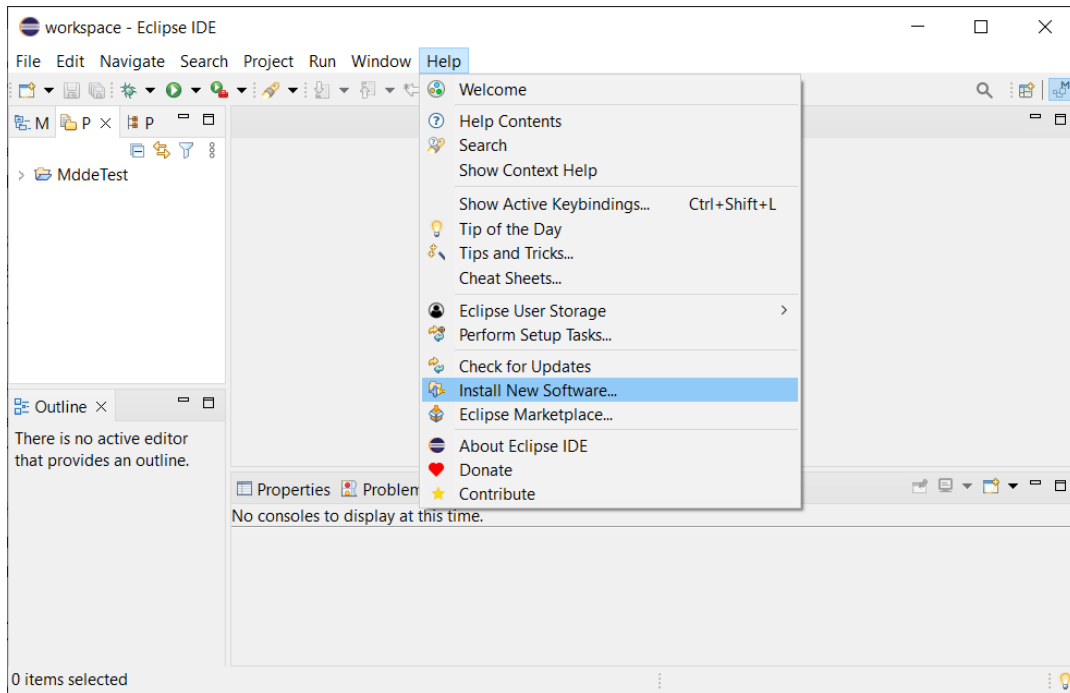 workspace - Eclipse IDE
File Edit Navigate Search Project Run Window Help
M P P
MddeTest
Welcome
Help Contents
Search
Show Context Help
Show Active Keybindings... Ctrl+Shift+L
Tip of the Day
Tips and Tricks...
Cheat Sheets...
Eclipse User Storage
Perform Setup Tasks...
Check for Updates
Install New Software...
Eclipse Marketplace...
About Eclipse IDE
Donate
Contribute
Outline
There is no active editor
that provides an outline.
Properties Problem
No consoles to display at this time.
0 items selected